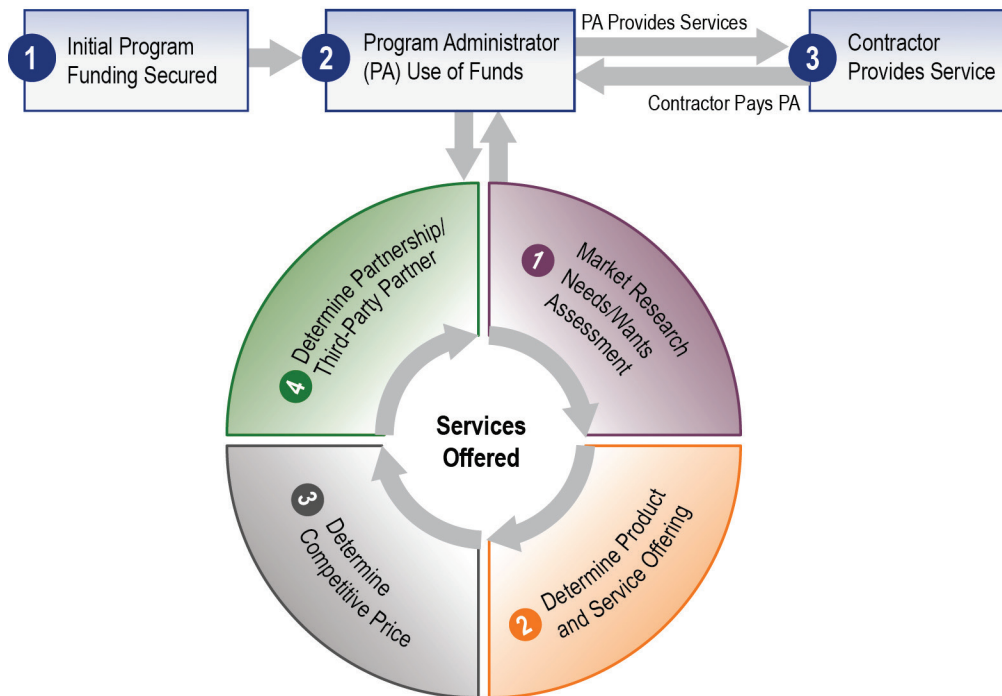 1
Initial Program
Funding Secured
2
Program Administrator
(PA) Use of Funds
PA Provides Services
Contractor Pays PA
3
Contractor
Provides Service
1
Market Research
Needs/Wants
Assessment
2
Determine Product
and Service Offering
3
Determine
Competitive Price
4
Determine Partnership/
Third-Party Partner
Services
Offered